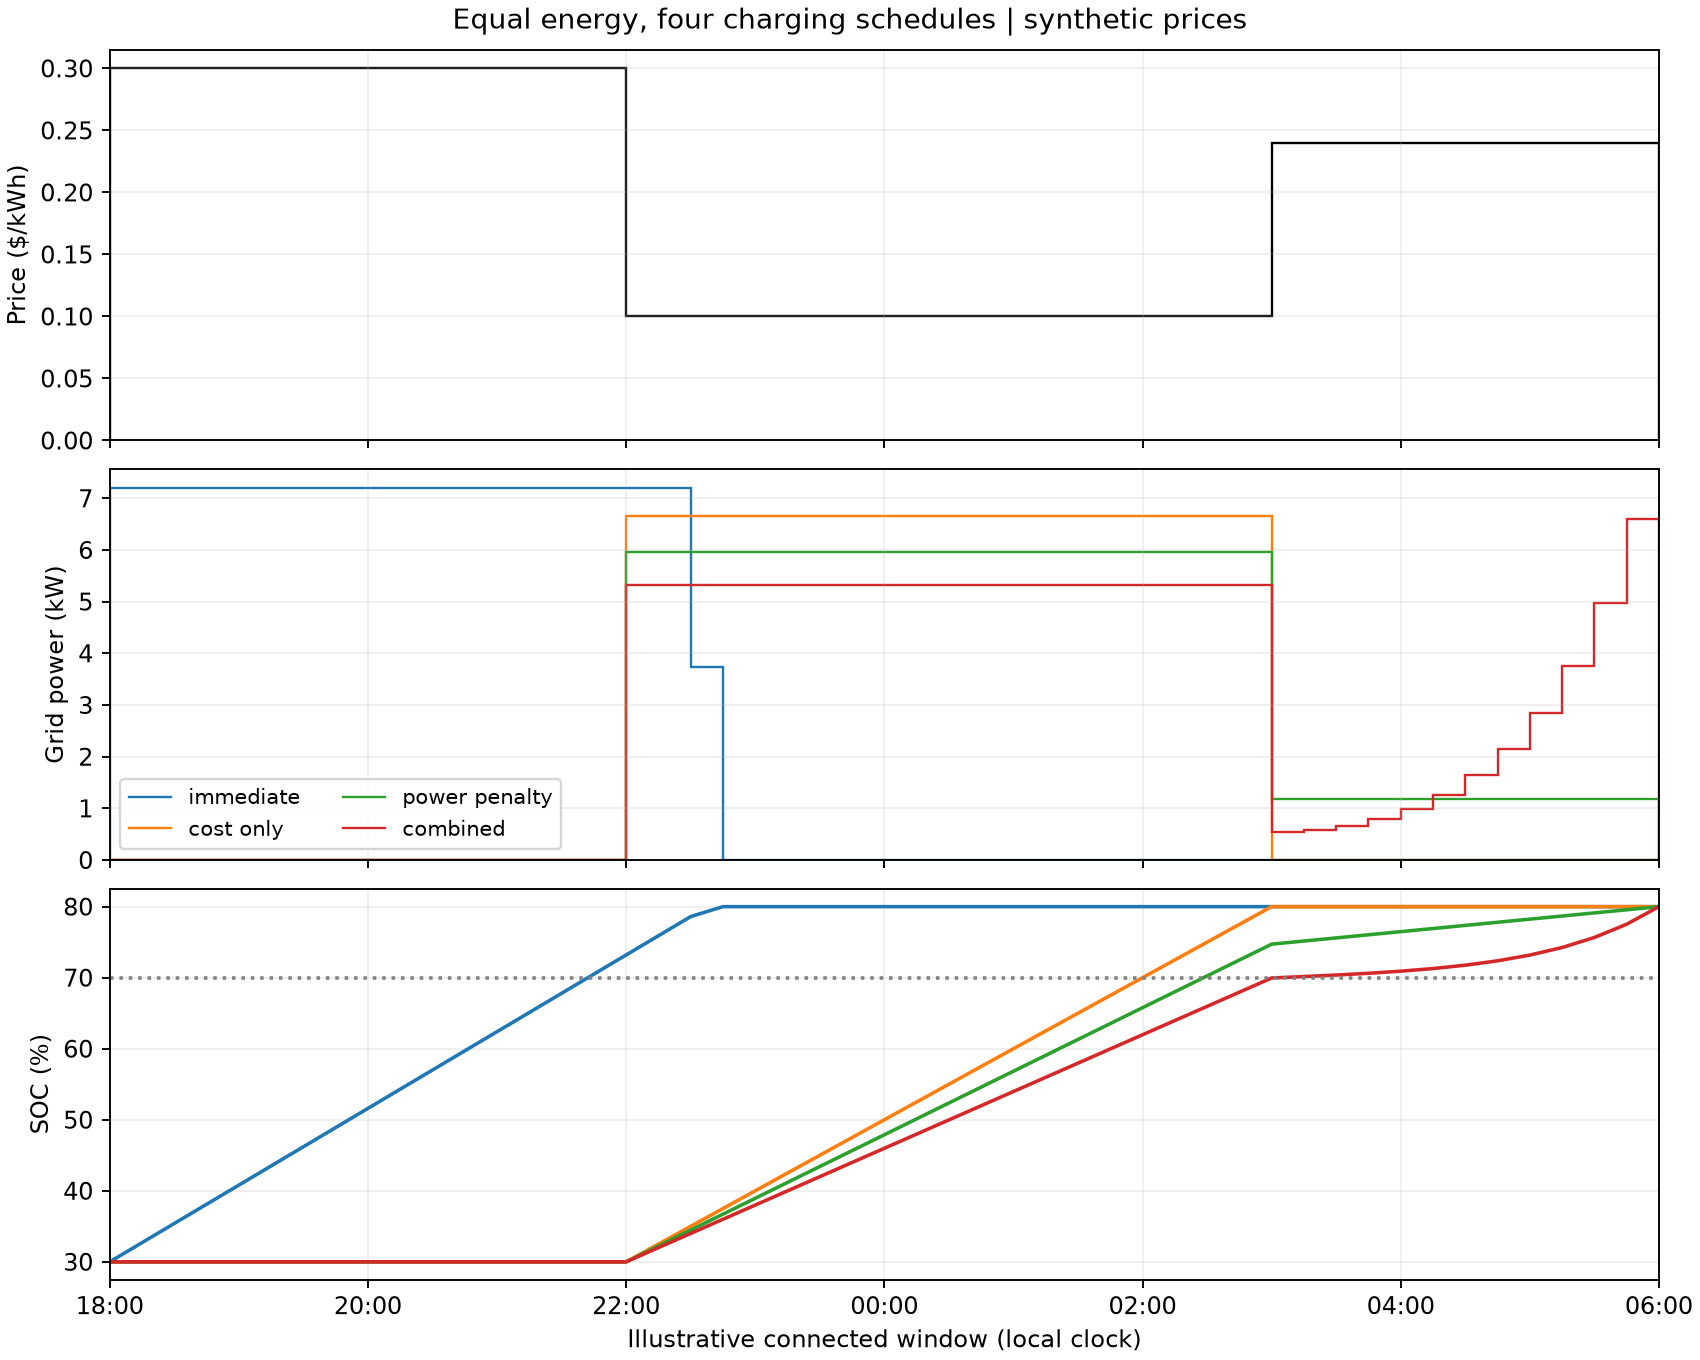 Equal energy, four charging schedules | synthetic prices
Price ($/kWh)
0.30
0.25
0.20
0.15
0.10
0.05
0.00
Grid power (kW)
7
6
5
4
3
2
1
0
immediate
cost only
power penalty
combined
SOC (%)
80
70
60
50
40
30
18:00 20:00 22:00 00:00 02:00 04:00 06:00
Illustrative connected window (local clock)